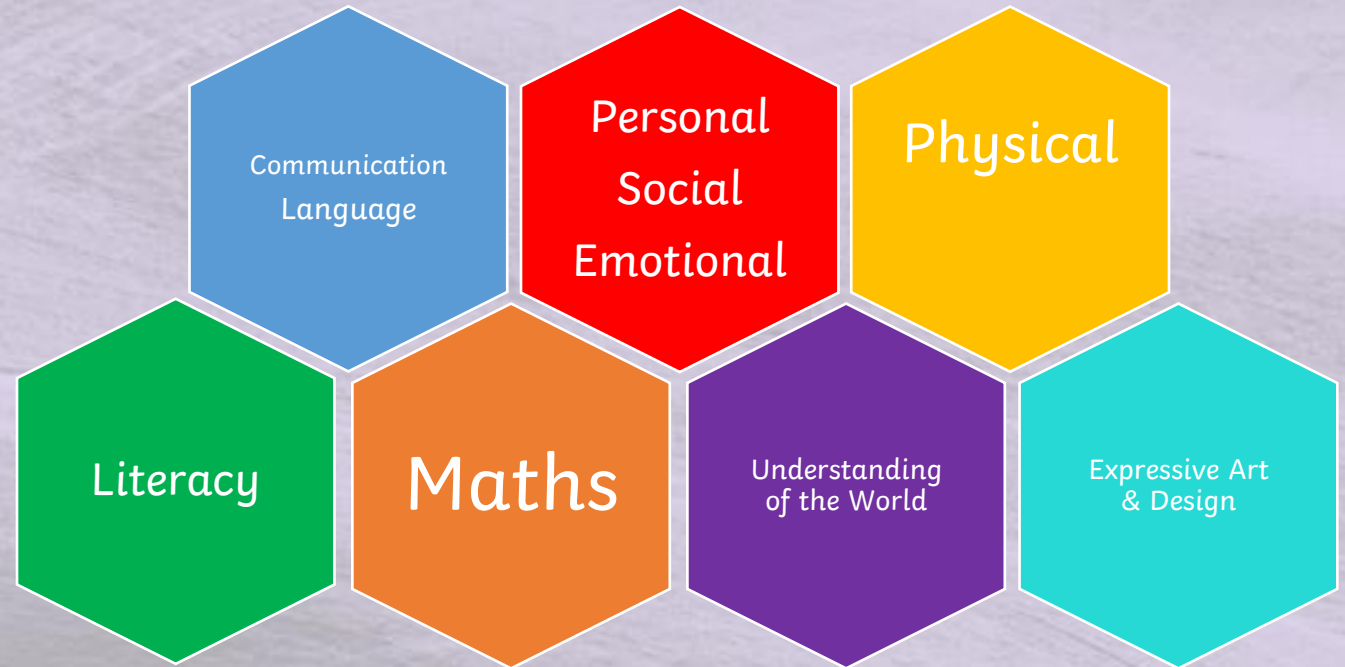 Communication
Language
Personal
Social
Emotional
Physical
Literacy
Maths
Understanding
of the World
Expressive Art
& Design